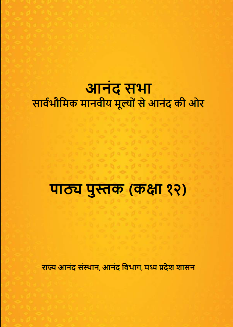 आनंद सभा
सार्वभौमिक मानवीय मूल्यों से आनंद की ओर
पाठ्य पुस्तक (कक्षा १२)
राज्य आनंद संस्थान, आनंद विभाग, मध्य प्रदेश शासन